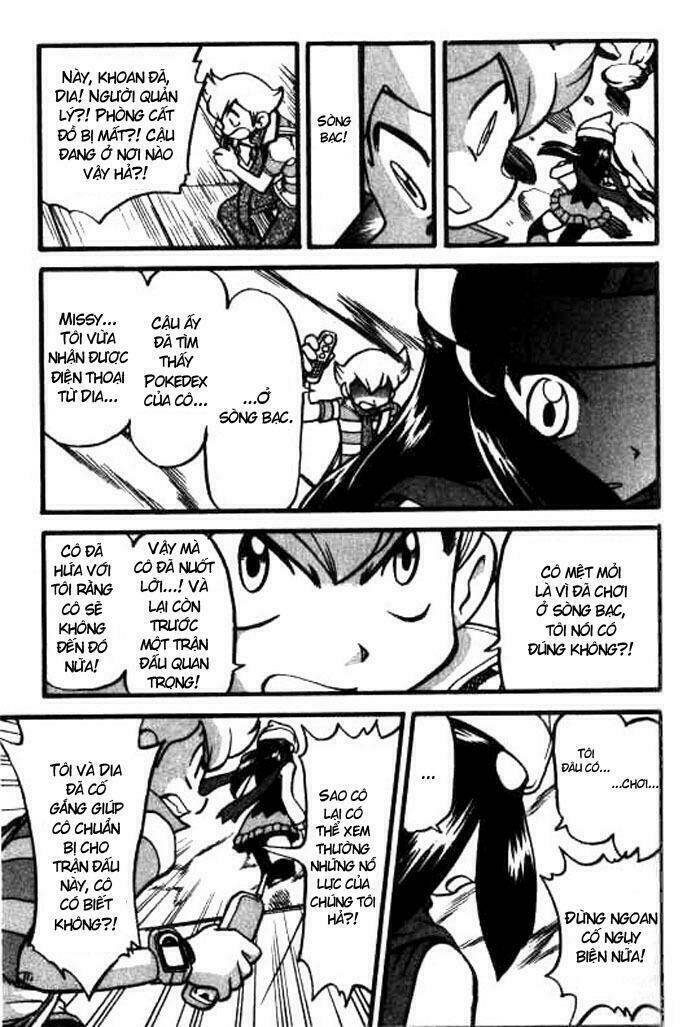 SÒNG
BẠC!
NÀY, KHOAN ĐÃ,
DIA! NGƯỜI QUẢN
LÝ?! PHÒNG CẤT
ĐỒ BỊ MẤT?! CẬU
ĐANG Ở NƠI NÀO
VẬY HẢ?!
MISSY...
TÔI VỪA
NHẬN ĐƯỢC
ĐIỆN THOẠI
TỪ DIA...
CẬU ẤY
ĐÃ TÌM
THẤY
POKEDEX
CỦA CÔ...
...Ở
SÒNG BẠC.
CÔ MỆT MỎI
LÀ VÌ ĐÃ CHƠI
Ở SÒNG BẠC,
TÔI NÓI CÓ
ĐÚNG KHÔNG?!
CÔ ĐÃ
HỨA VỚI
TÔI RẰNG
CÔ SẼ
KHÔNG
ĐẾN ĐÓ
NỮA!
VẬY MÀ
CÔ ĐÃ NUỐT
LỜI...! VÀ
LẠI CÒN
TRƯỚC
MỘT TRẬN
ĐẤU QUAN
TRỌNG!
TÔI
ĐÂU CÓ...
...CHƠI...
...
ĐỪNG NGOAN
CỐ NGỤY
BIỆN NỮA!
SAO CÔ
LẠI CÓ
THỂ XEM
THƯỜNG
NHỮNG NỔ
LỰC CỦA
CHÚNG TÔI
HẢ?!
TÔI VÀ DIA
ĐÃ CỐ
GẮNG GIÚP
CÔ CHUẨN
BỊ CHO
TRẬN ĐẤU
NÀY, CÔ
CÓ BIẾT
KHÔNG?!